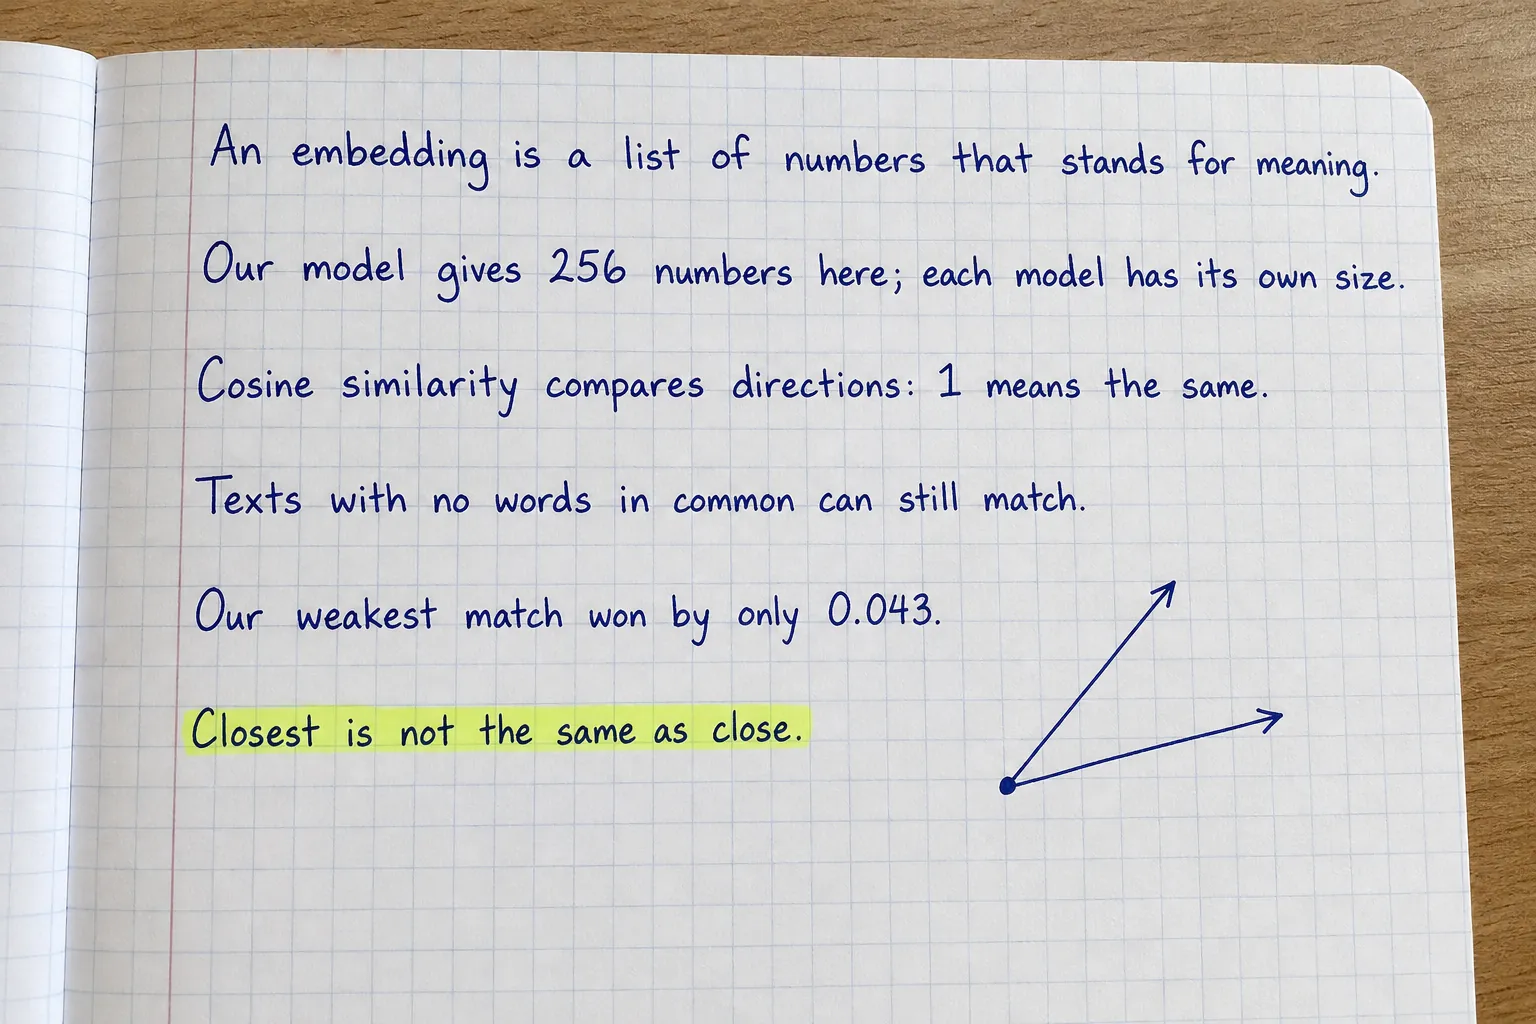 An embedding is a list of numbers that stands for meaning.
Our model gives 256 numbers here; each model has its own size.
Cosine similarity compares directions: 1 means the same.
Texts with no words in common can still match.
Our weakest match won by only 0.043.
Closest is not the same as close.